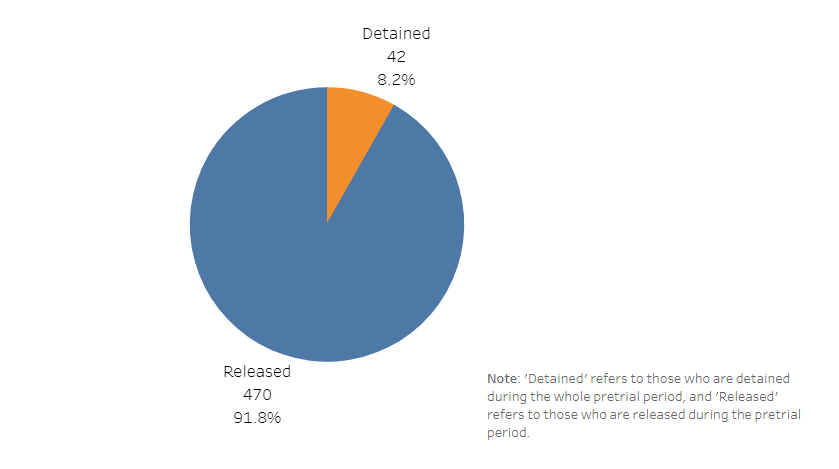 Detained
42
8.2%
Released
470
91.8%
Note: 'Detained' refers to those who are detained
during the whole pretrial period, and 'Released'
refers to those who are released during the pretrial
period.